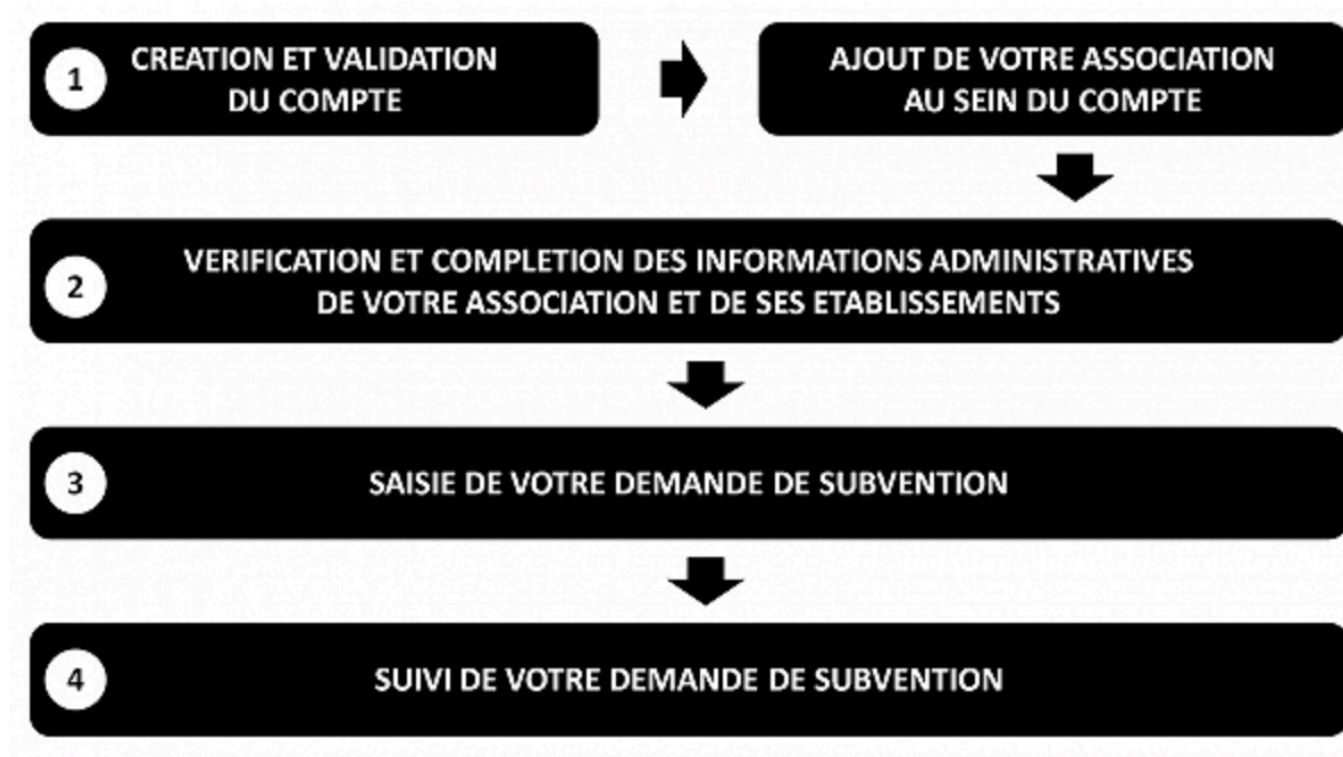 1
CREATION ET VALIDATION
DU COMPTE
AJOUT DE VOTRE ASSOCIATION
AU SEIN DU COMPTE
2
VERIFICATION ET COMPLETION DES INFORMATIONS ADMINISTRATIVES
DE VOTRE ASSOCIATION ET DE SES ETABLISSEMENTS
3
SAISIE DE VOTRE DEMANDE DE SUBVENTION
4
SUIVI DE VOTRE DEMANDE DE SUBVENTION